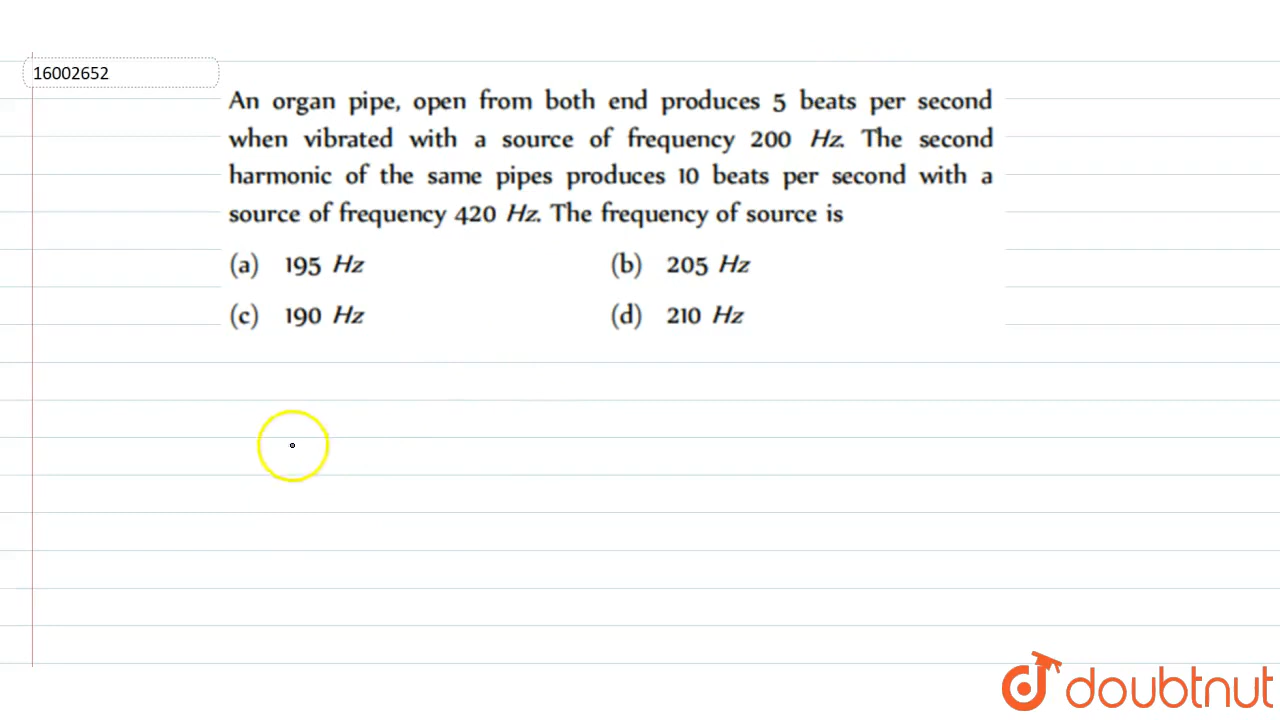 16002652
An organ pipe, open from both end produces 5 beats per second
when vibrated with a source of frequency 200 Hz. The second
harmonic of the same pipes produces 10 beats per second with a
source of frequency 420 Hz. The frequency of source is
(a) 195 Hz (b) 205 Hz
(c) 190 Hz (d) 210 Hz
doubtnut